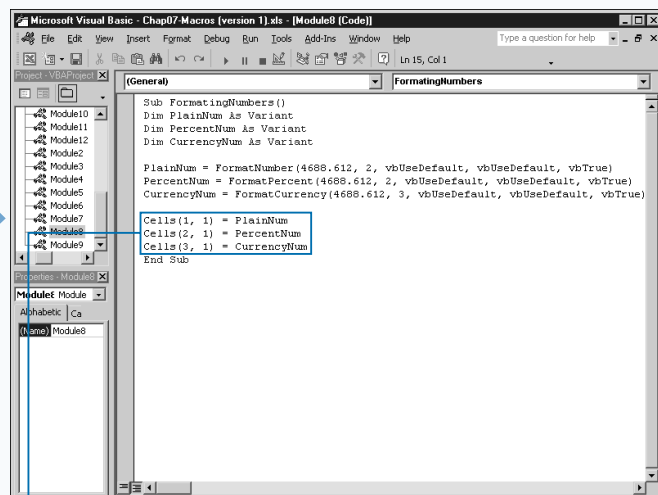 Microsoft Visual Basic - Chap07-Macros (version 1).xls - [Module8 (Code)]
File Edit View Insert Format Debug Run Tools Add-Ins Window Help Type a question for help
Ln 15, Col 1
Project - VBAProject
(General) FormatingNumbers
Module10
Module11
Module12
Module2
Module3
Module4
Module5
Module6
Module7
Module8
Module9
Properties - Module8
Module8 Module
Alphabetic Ca
(Name) Module8
Sub FormatingNumbers()
Dim PlainNum As Variant
Dim PercentNum As Variant
Dim CurrencyNum As Variant
PlainNum = FormatNumber(4688.612, 2, vbUseDefault, vbUseDefault, vbTrue)
PercentNum = FormatPercent(4688.612, 2, vbUseDefault, vbUseDefault, vbTrue)
CurrencyNum = FormatCurrency(4688.612, 3, vbUseDefault, vbUseDefault, vbTrue)
Cells(1, 1) = PlainNum
Cells(2, 1) = PercentNum
Cells(3, 1) = CurrencyNum
End Sub